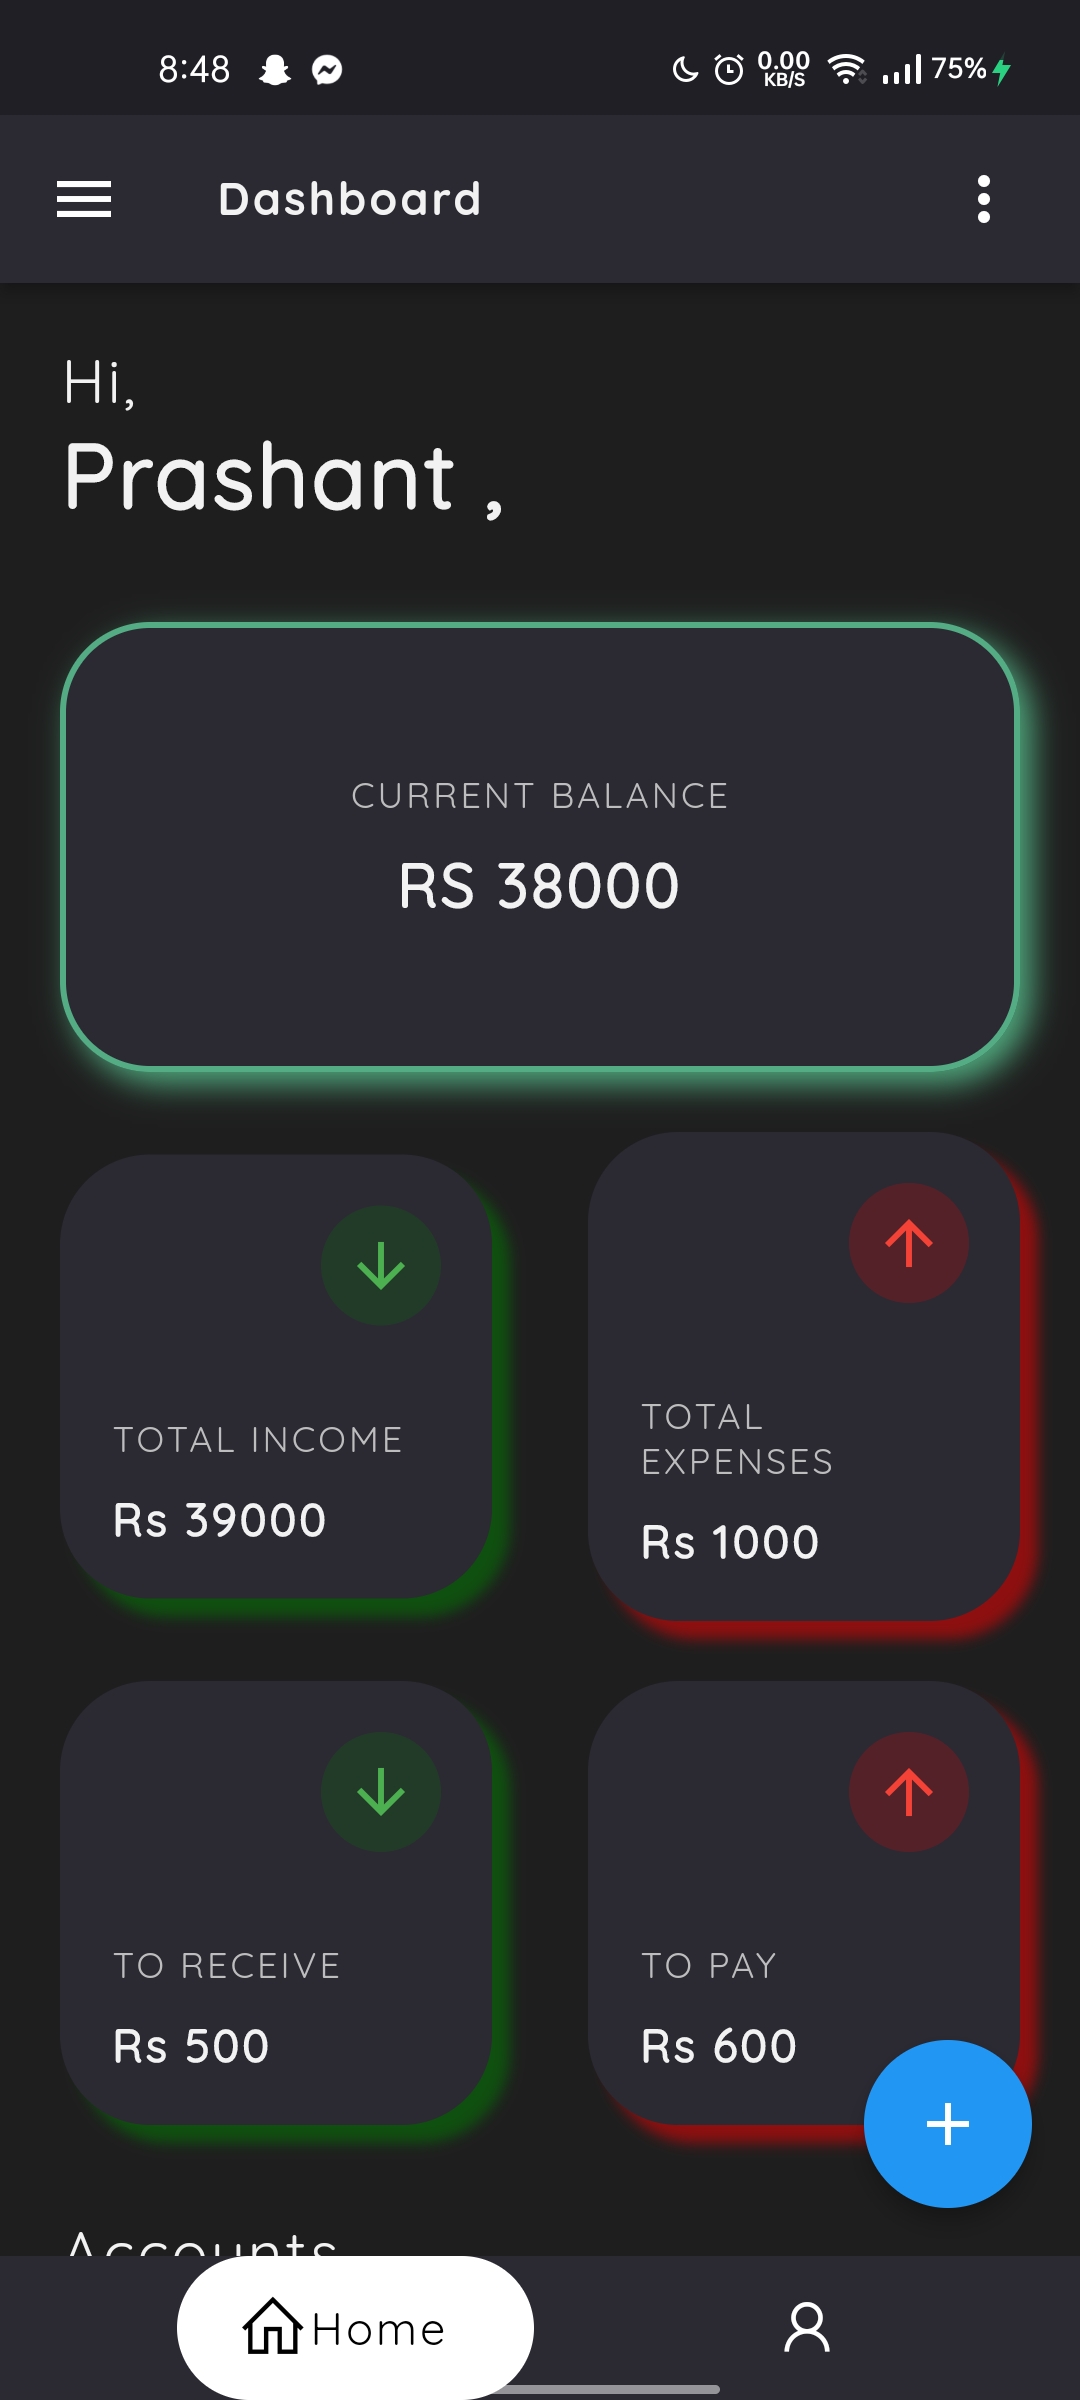 8:48
0.00
KB/S
75%
Dashboard
Hi,
Prashant ,
CURRENT BALANCE
RS 38000
TOTAL INCOME
Rs 39000
TOTAL
EXPENSES
Rs 1000
TO RECEIVE
Rs 500
TO PAY
Rs 600
Accounts
Home